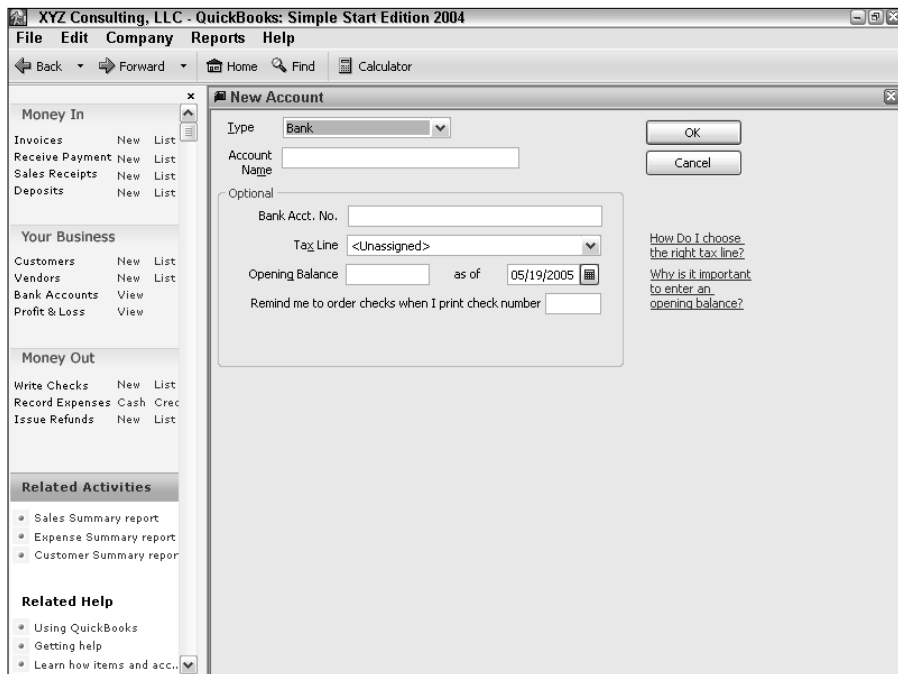 XYZ Consulting, LLC - QuickBooks: Simple Start Edition 2004
File Edit Company Reports Help
Back Forward Home Find Calculator
Money In
Invoices New List
Receive Payment New List
Sales Receipts New List
Deposits New List
Your Business
Customers New List
Vendors New List
Bank Accounts View
Profit & Loss View
Money Out
Write Checks New List
Record Expenses Cash Crec
Issue Refunds New List
Related Activities
Sales Summary report
Expense Summary report
Customer Summary repor
Related Help
Using QuickBooks
Getting help
Learn how items and acc..
New Account
Type Bank
Account
Name
OK
Cancel
Optional
Bank Acct. No.
Tax Line <Unassigned>
Opening Balance as of 05/19/2005
Remind me to order checks when I print check number
How Do I choose
the right tax line?
Why is it important
to enter an
opening balance?